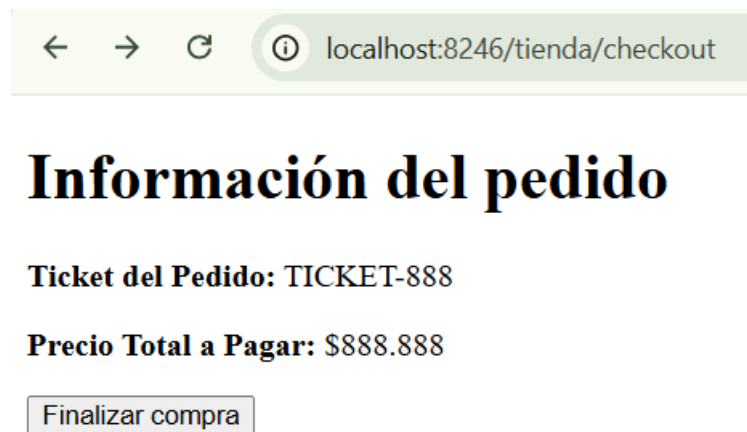 localhost:8246/tienda/checkout
Información del pedido
Ticket del Pedido: TICKET-888
Precio Total a Pagar: $888.888
Finalizar compra